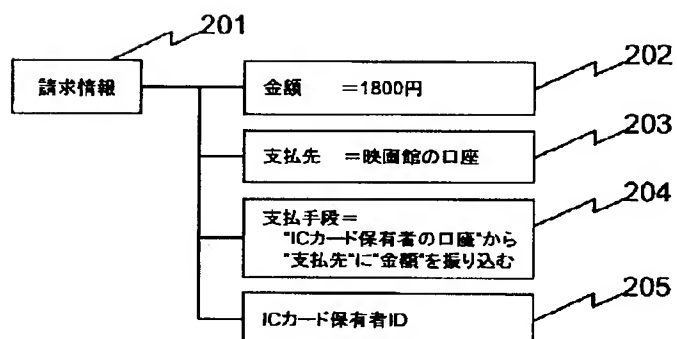 201
請求情報
202
金額　=1800円
203
支払先　=映画館の口座
204
支払手段=
"ICカード保有者の口座"から
"支払先"に"金額"を振り込む
205
ICカード保有者ID